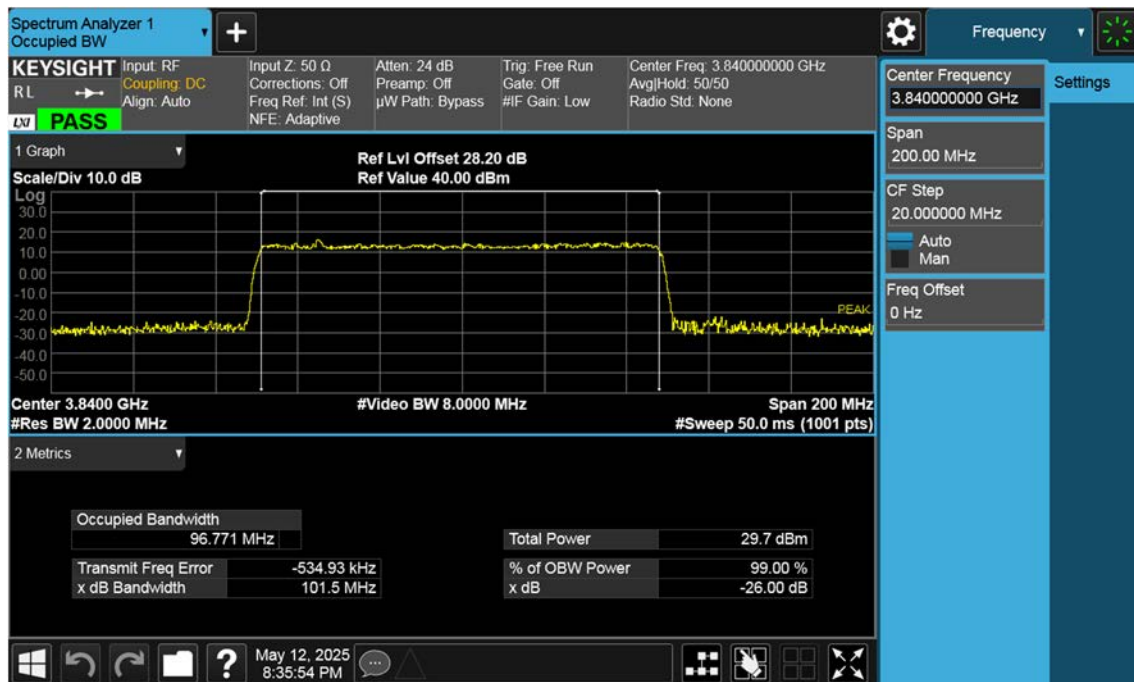 Spectrum Analyzer 1
Occupied BW
+
Frequency
KEYSIGHT
RL
LXI PASS
Input: RF
Coupling: DC
Align: Auto
Input Z: 50 Ω
Corrections: Off
Freq Ref: Int (S)
NFE: Adaptive
Atten: 24 dB
Preamp: Off
µW Path: Bypass
Trig: Free Run
Gate: Off
#IF Gain: Low
Center Freq: 3.840000000 GHz
Avg|Hold: 50/50
Radio Std: None
Center Frequency
3.840000000 GHz
Settings
Span
200.00 MHz
CF Step
20.000000 MHz
Auto
Man
Freq Offset
0 Hz
1 Graph
Scale/Div 10.0 dB
Ref Lvl Offset 28.20 dB
Ref Value 40.00 dBm
Log
30.0
20.0
10.0
0.00
-10.0
-20.0
-30.0
-40.0
-50.0
PEAK
Center 3.8400 GHz
#Res BW 2.0000 MHz
#Video BW 8.0000 MHz
Span 200 MHz
#Sweep 50.0 ms (1001 pts)
2 Metrics
Occupied Bandwidth
96.771 MHz
Transmit Freq Error -534.93 kHz
x dB Bandwidth 101.5 MHz
Total Power 29.7 dBm
% of OBW Power 99.00 %
x dB -26.00 dB
?
May 12, 2025
8:35:54 PM